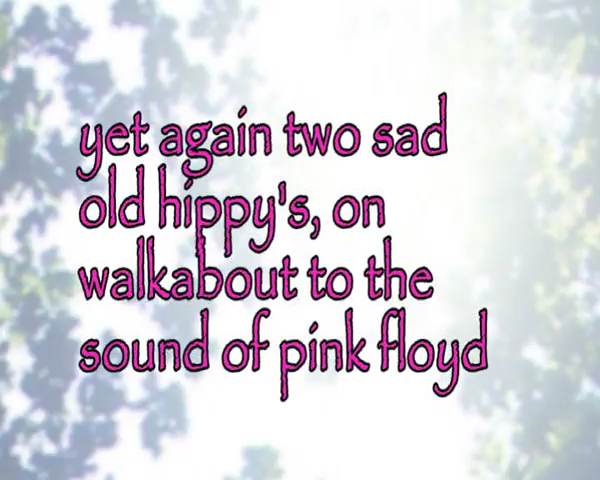 yet again two sad
old hippy's, on
walkabout to the
sound of pink floyd